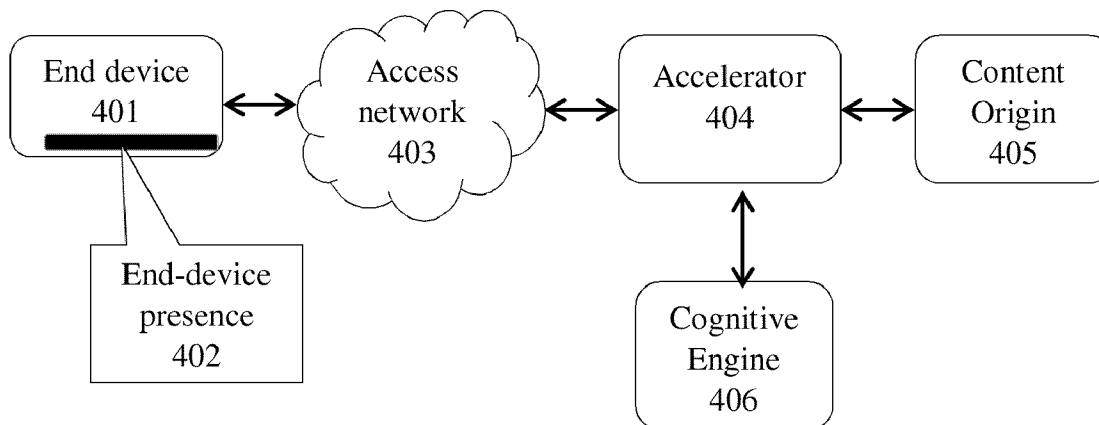 End device
401
Access
network
403
Accelerator
404
Content
Origin
405
End-device
presence
402
Cognitive
Engine
406